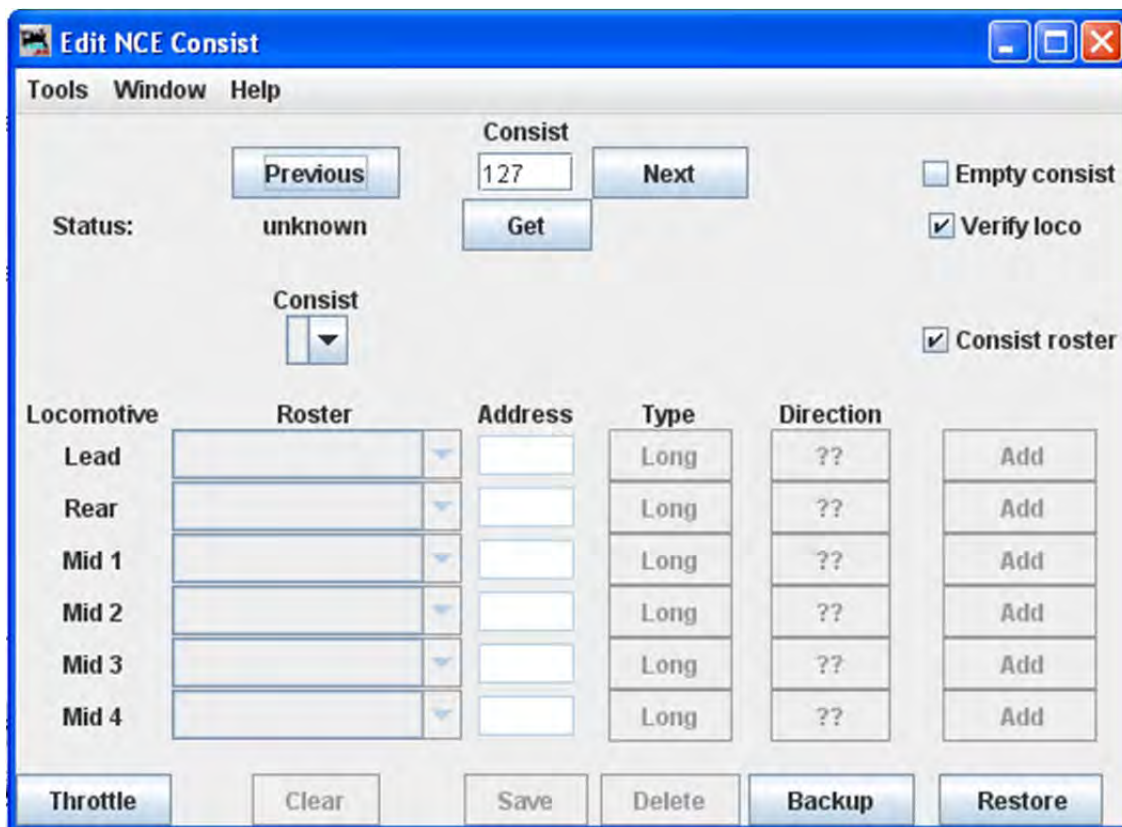 Edit NCE Consist
Tools Window Help
Consist
Previous 127 Next Empty consist
Status: unknown Get Verify loco
Consist
Consist roster
Locomotive Roster Address Type Direction
Lead Long ?? Add
Rear Long ?? Add
Mid 1 Long ?? Add
Mid 2 Long ?? Add
Mid 3 Long ?? Add
Mid 4 Long ?? Add
Throttle Clear Save Delete Backup Restore